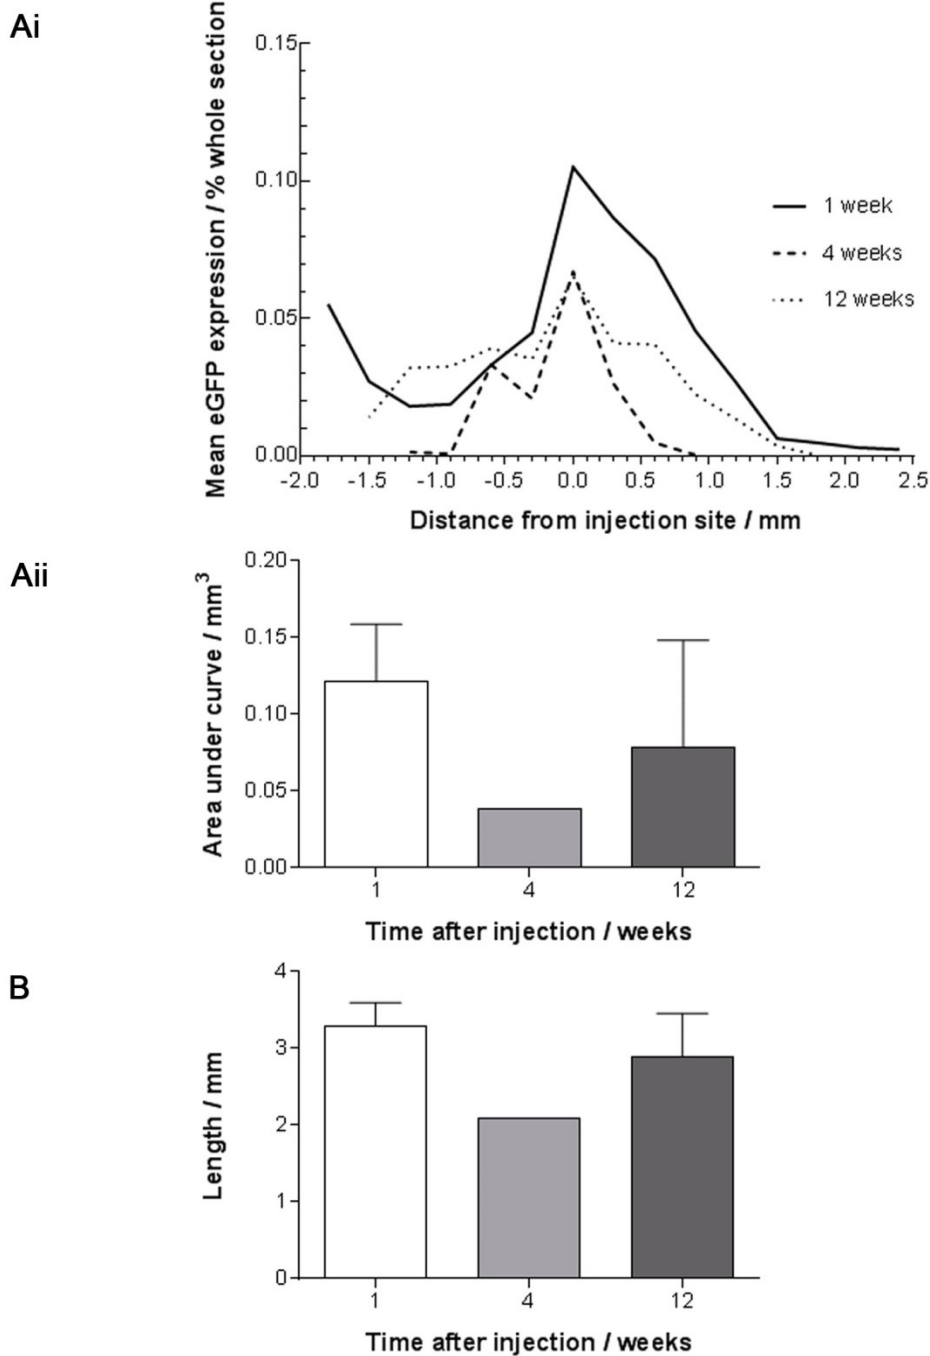 Ai
Mean eGFP expression / % whole section
0.15
0.10
0.05
0.00
-2.0 -1.5 -1.0 -0.5 0.0 0.5 1.0 1.5 2.0 2.5
Distance from injection site / mm
1 week
4 weeks
12 weeks
Aii
Area under curve / mm³
0.20
0.15
0.10
0.05
0.00
1 4 12
Time after injection / weeks
B
Length / mm
4
3
2
1
0
1 4 12
Time after injection / weeks